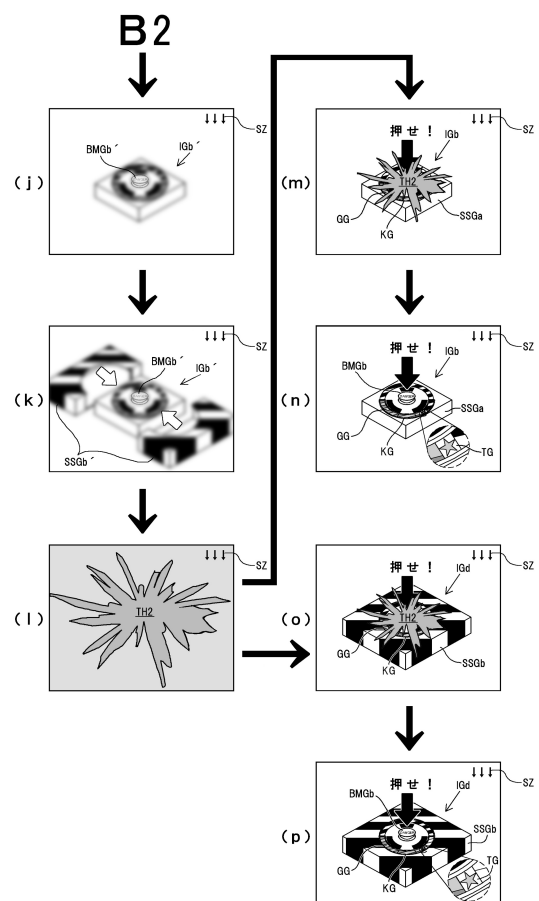 B2
(j)
BMGb´
IGb´
SZ
(k)
BMGb´
IGb´
SZ
SSGb´
(l)
TH2
SZ
(m)
押せ！
IGb
SZ
TH2
GG
KG
SSGa
(n)
押せ！
BMGb
IGb
SZ
SSGa
GG
KG
TG
(o)
押せ！
IGd
SZ
TH2
GG
KG
SSGb
(p)
押せ！
BMGb
IGd
SZ
SSGb
GG
KG
TG